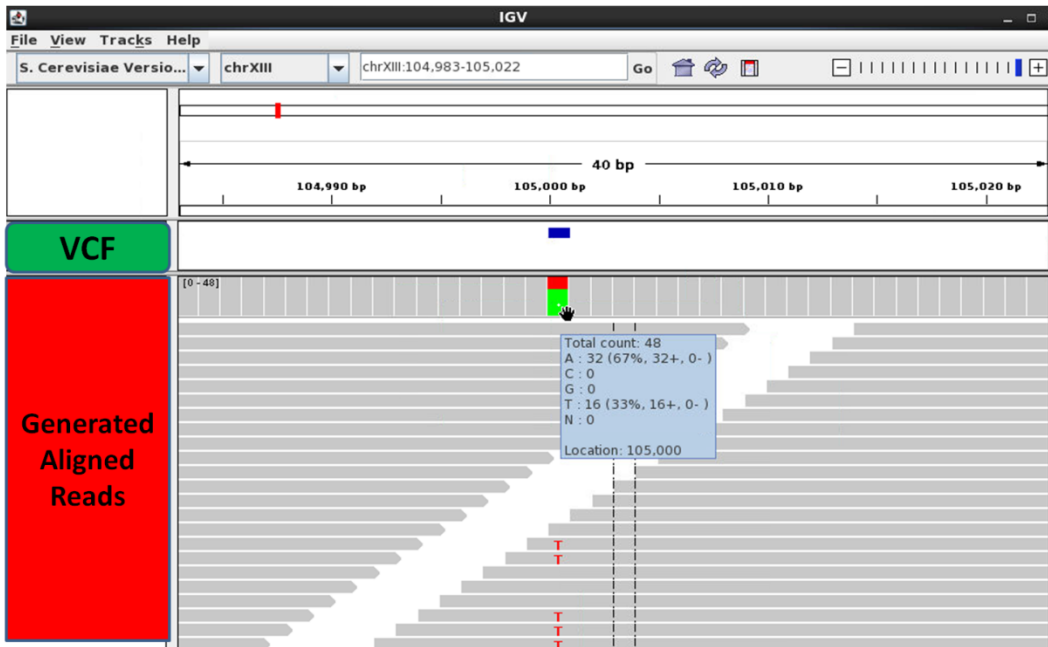 IGV
File View Tracks Help
S. Cerevisiae Versio... chrXIII chrXIII:104,983-105,022 Go
40 bp
104,990 bp 105,000 bp 105,010 bp 105,020 bp
VCF
[0 - 48]
Total count: 48
A : 32 (67%, 32+, 0- )
C : 0
G : 0
T : 16 (33%, 16+, 0- )
N : 0
Location: 105,000
Generated
Aligned
Reads
T
T
T
T
T